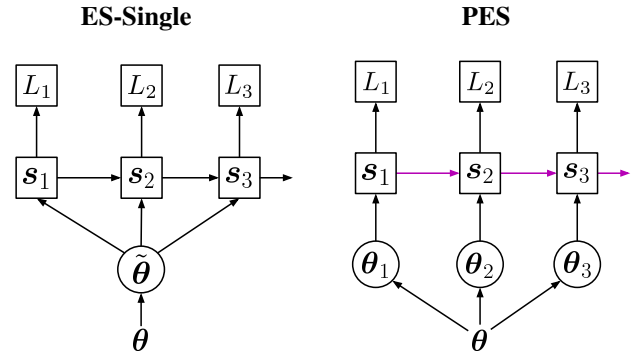 ES-Single PES
L₁ L₂ L₃ L₁ L₂ L₃
s₁ s₂ s₃ s₁ s₂ s₃
θ̃ θ₁ θ₂ θ₃
θ θ